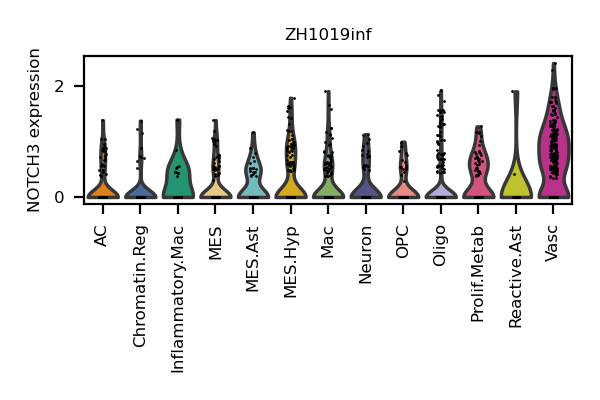 ZH1019inf
NOTCH3 expression
2
0
AC
Chromatin.Reg
Inflammatory.Mac
MES
MES.Ast
MES.Hyp
Mac
Neuron
OPC
Oligo
Prolif.Metab
Reactive.Ast
Vasc